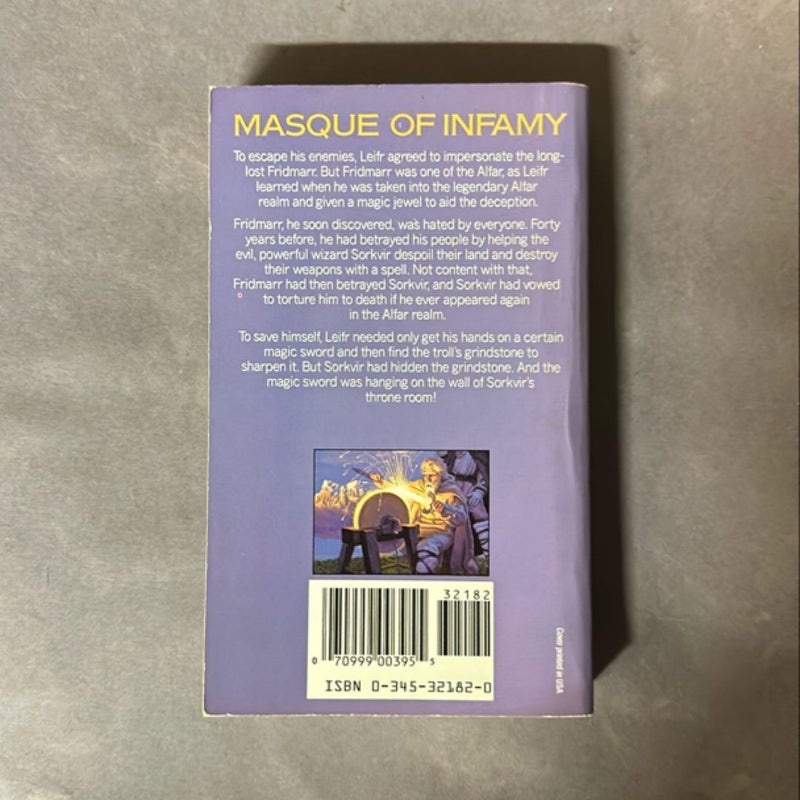 MASQUE OF INFAMY
To escape his enemies, Leifr agreed to impersonate the long-
lost Fridmarr. But Fridmarr was one of the Alfar, as Leifr
learned when he was taken into the legendary Alfar
realm and given a magic jewel to aid the deception.
Fridmarr, he soon discovered, was hated by everyone. Forty
years before, he had betrayed his people by helping the
evil, powerful wizard Sorkvir despoil their land and destroy
their weapons with a spell. Not content with that,
Fridmarr had then betrayed Sorkvir, and Sorkvir had vowed
to torture him to death if he ever appeared again
in the Alfar realm.
To save himself, Leifr needed only get his hands on a certain
magic sword and then find the troll's grindstone to
sharpen it. But Sorkvir had hidden the grindstone. And the
magic sword was hanging on the wall of Sorkvir's
throne room!
32182
0 70999 00395 5
ISBN 0-345-32182-0
Cover printed in USA